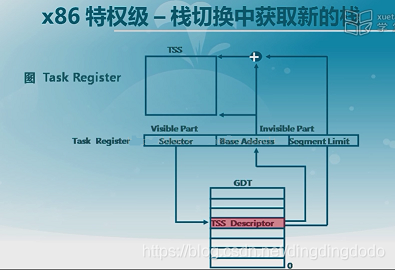 x86 特权级 – 栈切换中获取新的栈
xuet
学
TSS
图 Task Register
Visible Part
Invisible Part
Task Register
Selector
Base Address
Segment Limit
GDT
TSS Descriptor
0
https://blog.csdn.net/dingdingdodo